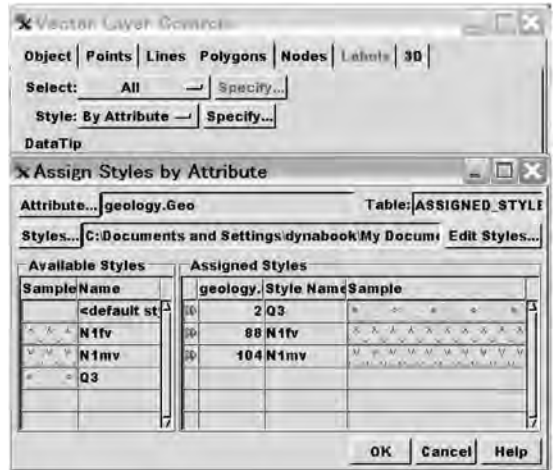 Vector Layer Controls
Object Points Lines Polygons Nodes Labels 3D
Select: All Specify...
Style: By Attribute Specify...
DataTip
Assign Styles by Attribute
Attribute... geology.Geo Table: ASSIGNED_STYLE
Styles... C:\Documents and Settings\dynabook\My Docume Edit Styles...
Available Styles Assigned Styles
Sample Name geology. Style Name Sample
<default st 2 Q3
N1fv 88 N1fv
N1mv 104 N1mv
Q3
OK Cancel Help